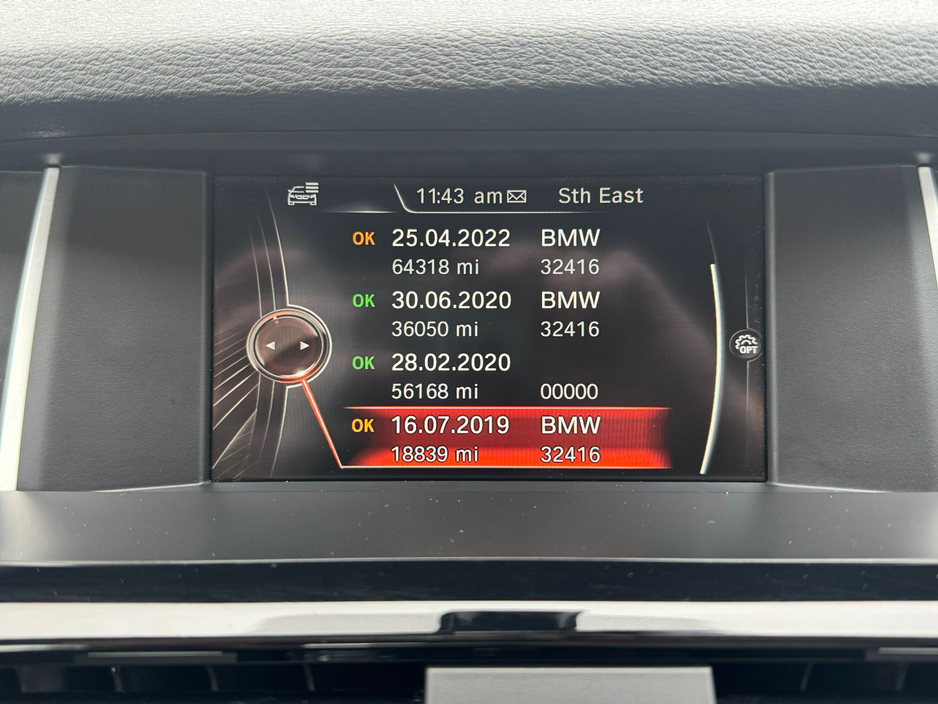 11:43 am Sth East
OK 25.04.2022 BMW
64318 mi 32416
OK 30.06.2020 BMW
36050 mi 32416
OK 28.02.2020
56168 mi 00000
OK 16.07.2019 BMW
18839 mi 32416
OPT